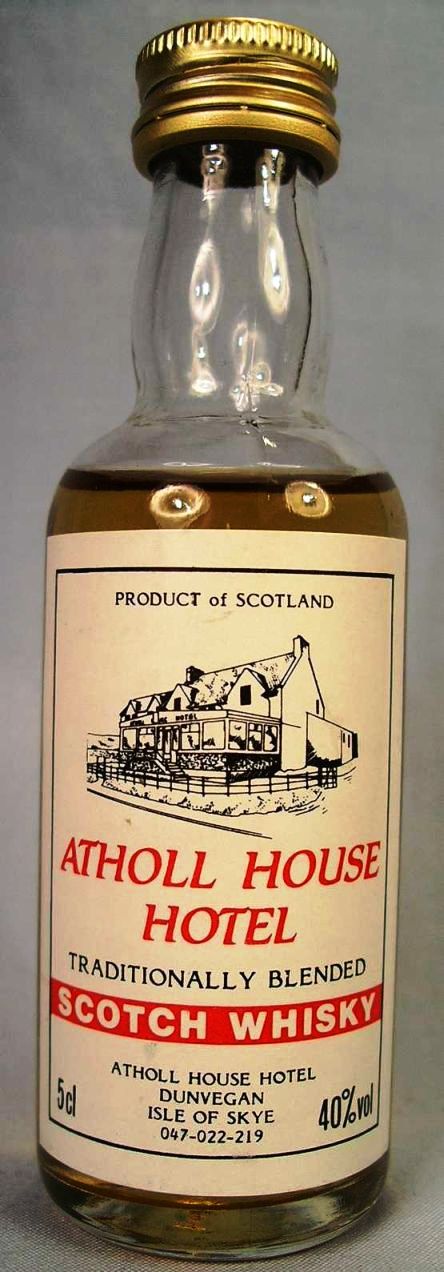 PRODUCT of SCOTLAND
HOTEL
ATHOLL HOUSE
HOTEL
TRADITIONALLY BLENDED
SCOTCH WHISKY
ATHOLL HOUSE HOTEL
DUNVEGAN
ISLE OF SKYE
047-022-219
5cl
40%vol